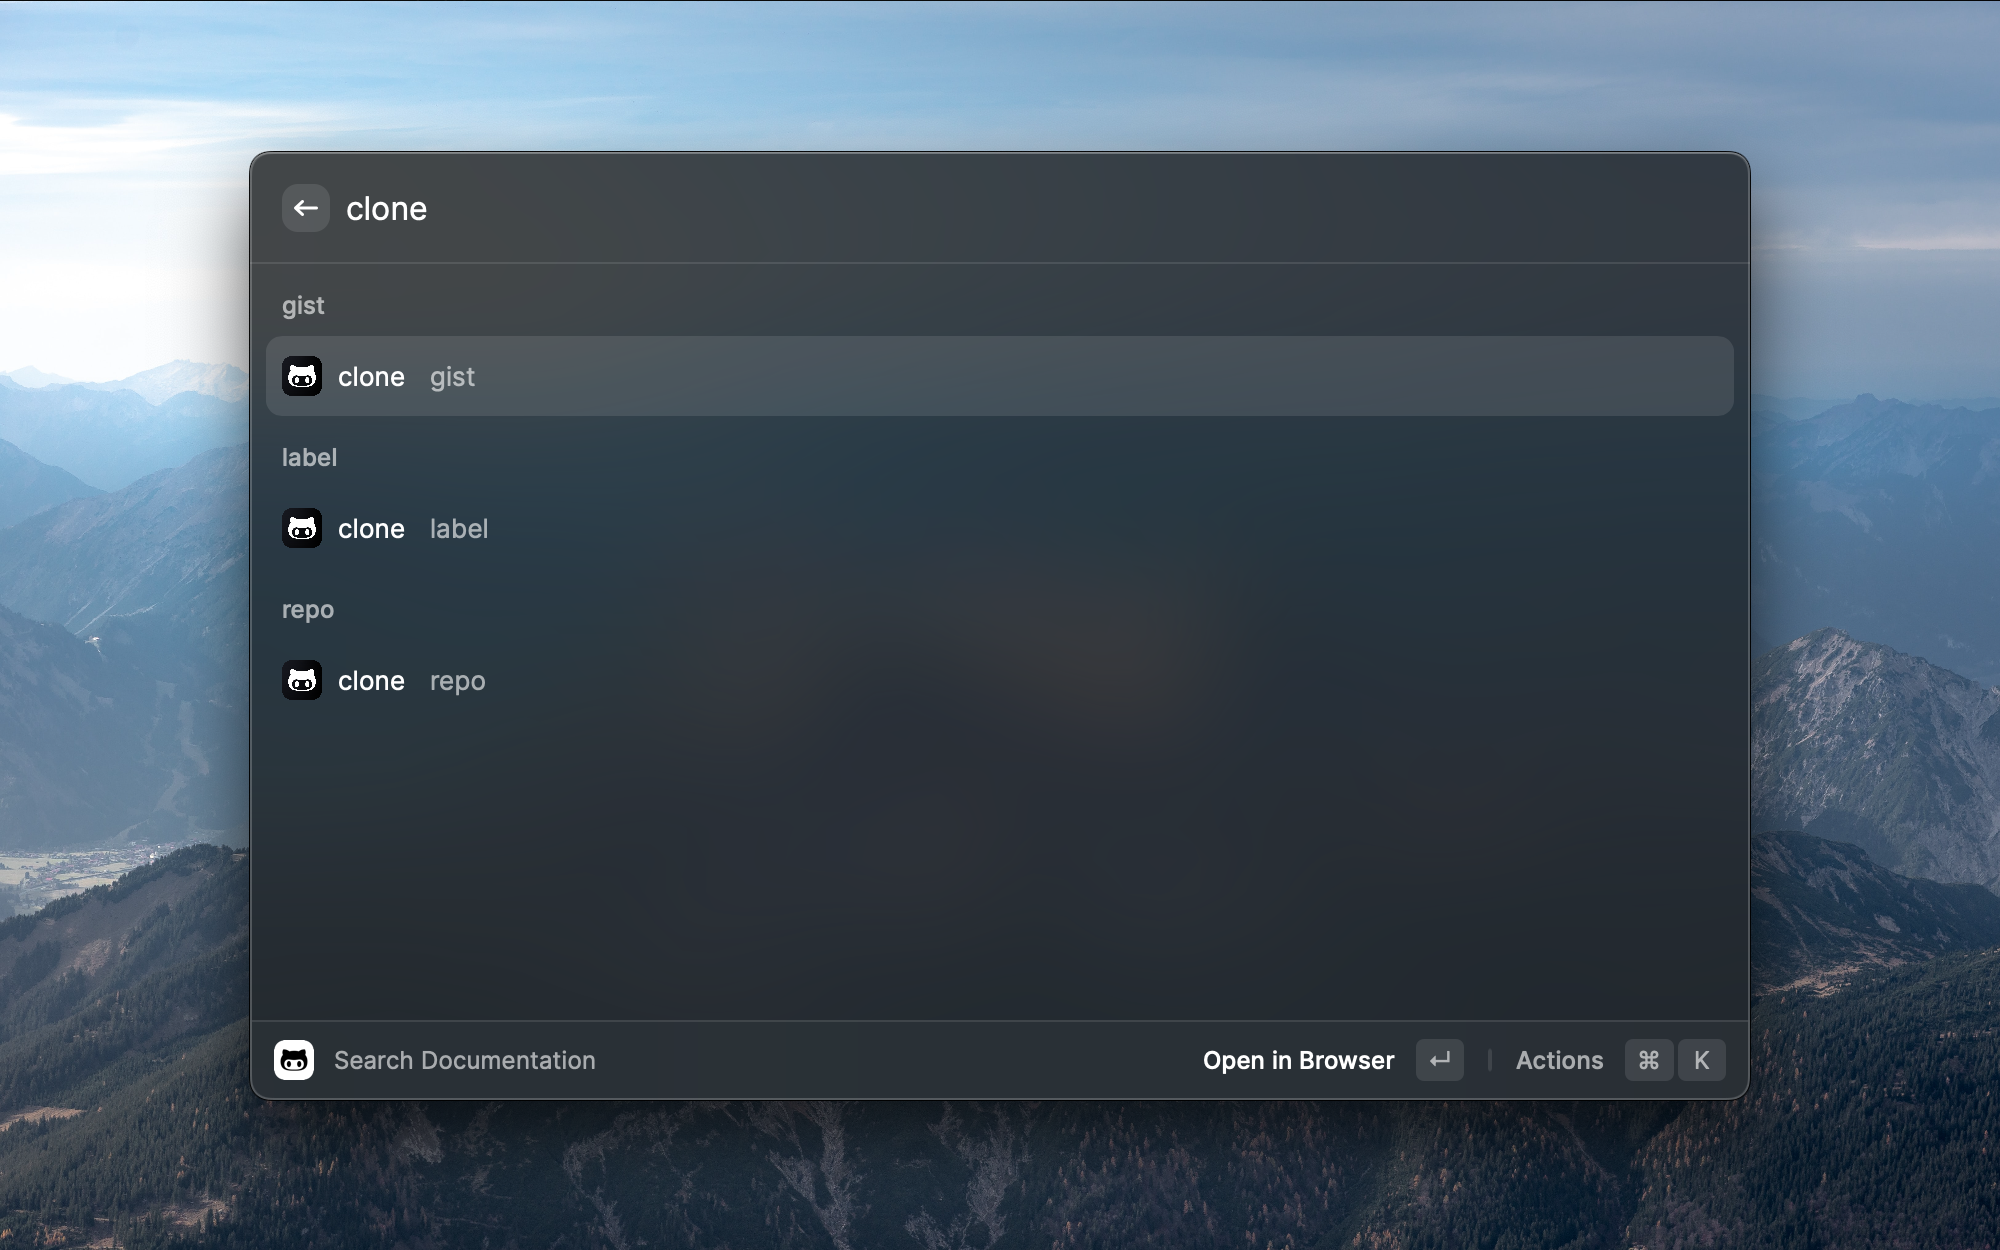 clone
gist
clone gist
label
clone label
repo
clone repo
Search Documentation Open in Browser ↵ Actions ⌘ K